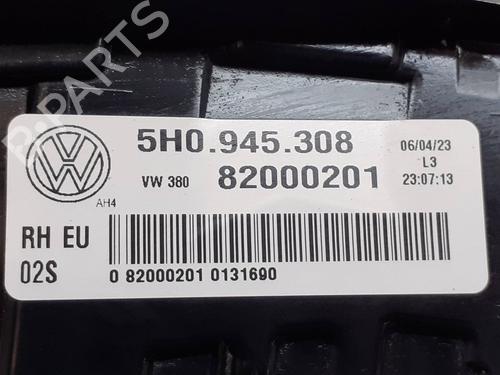 B-PARTS
5H0.945.308
06/04/23
VW 380
82000201
L3
23:07:13
AH4
RH EU
02S
0 82000201 0131690